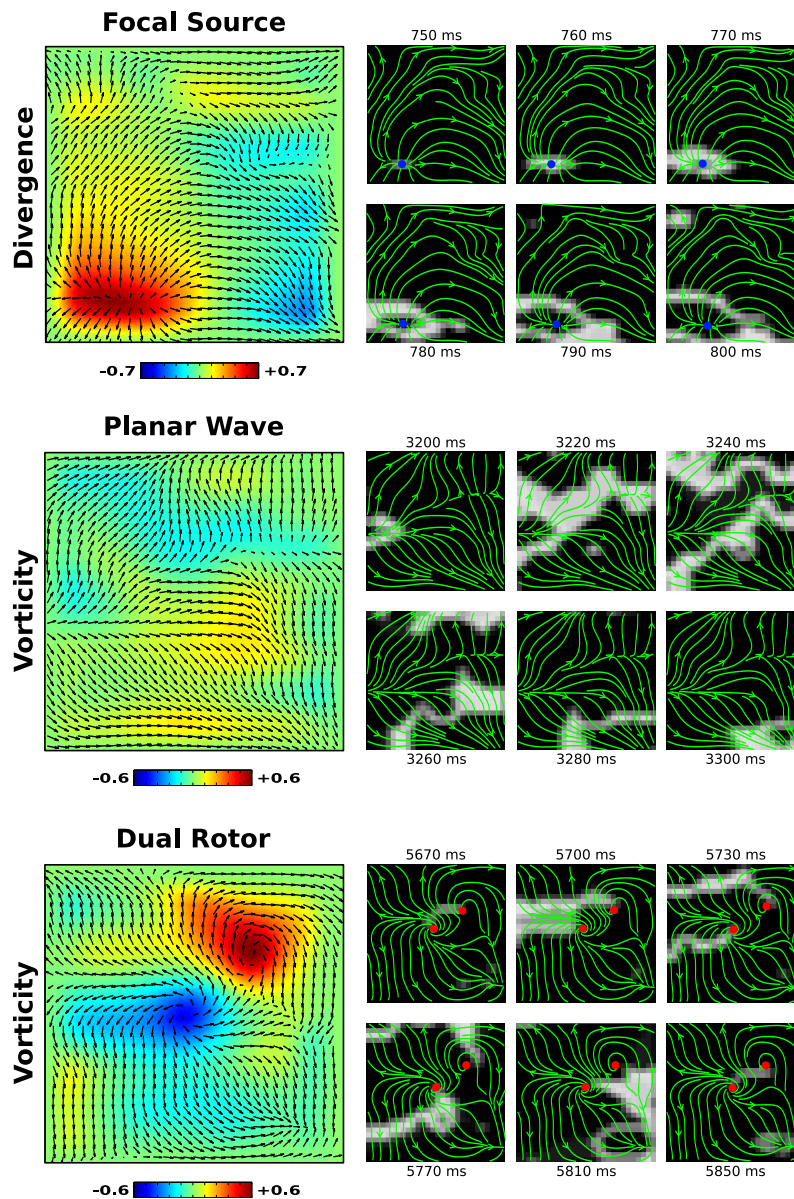 Focal Source
Divergence
-0.7 +0.7
750 ms 760 ms 770 ms
780 ms 790 ms 800 ms
Planar Wave
Vorticity
-0.6 +0.6
3200 ms 3220 ms 3240 ms
3260 ms 3280 ms 3300 ms
Dual Rotor
Vorticity
-0.6 +0.6
5670 ms 5700 ms 5730 ms
5770 ms 5810 ms 5850 ms